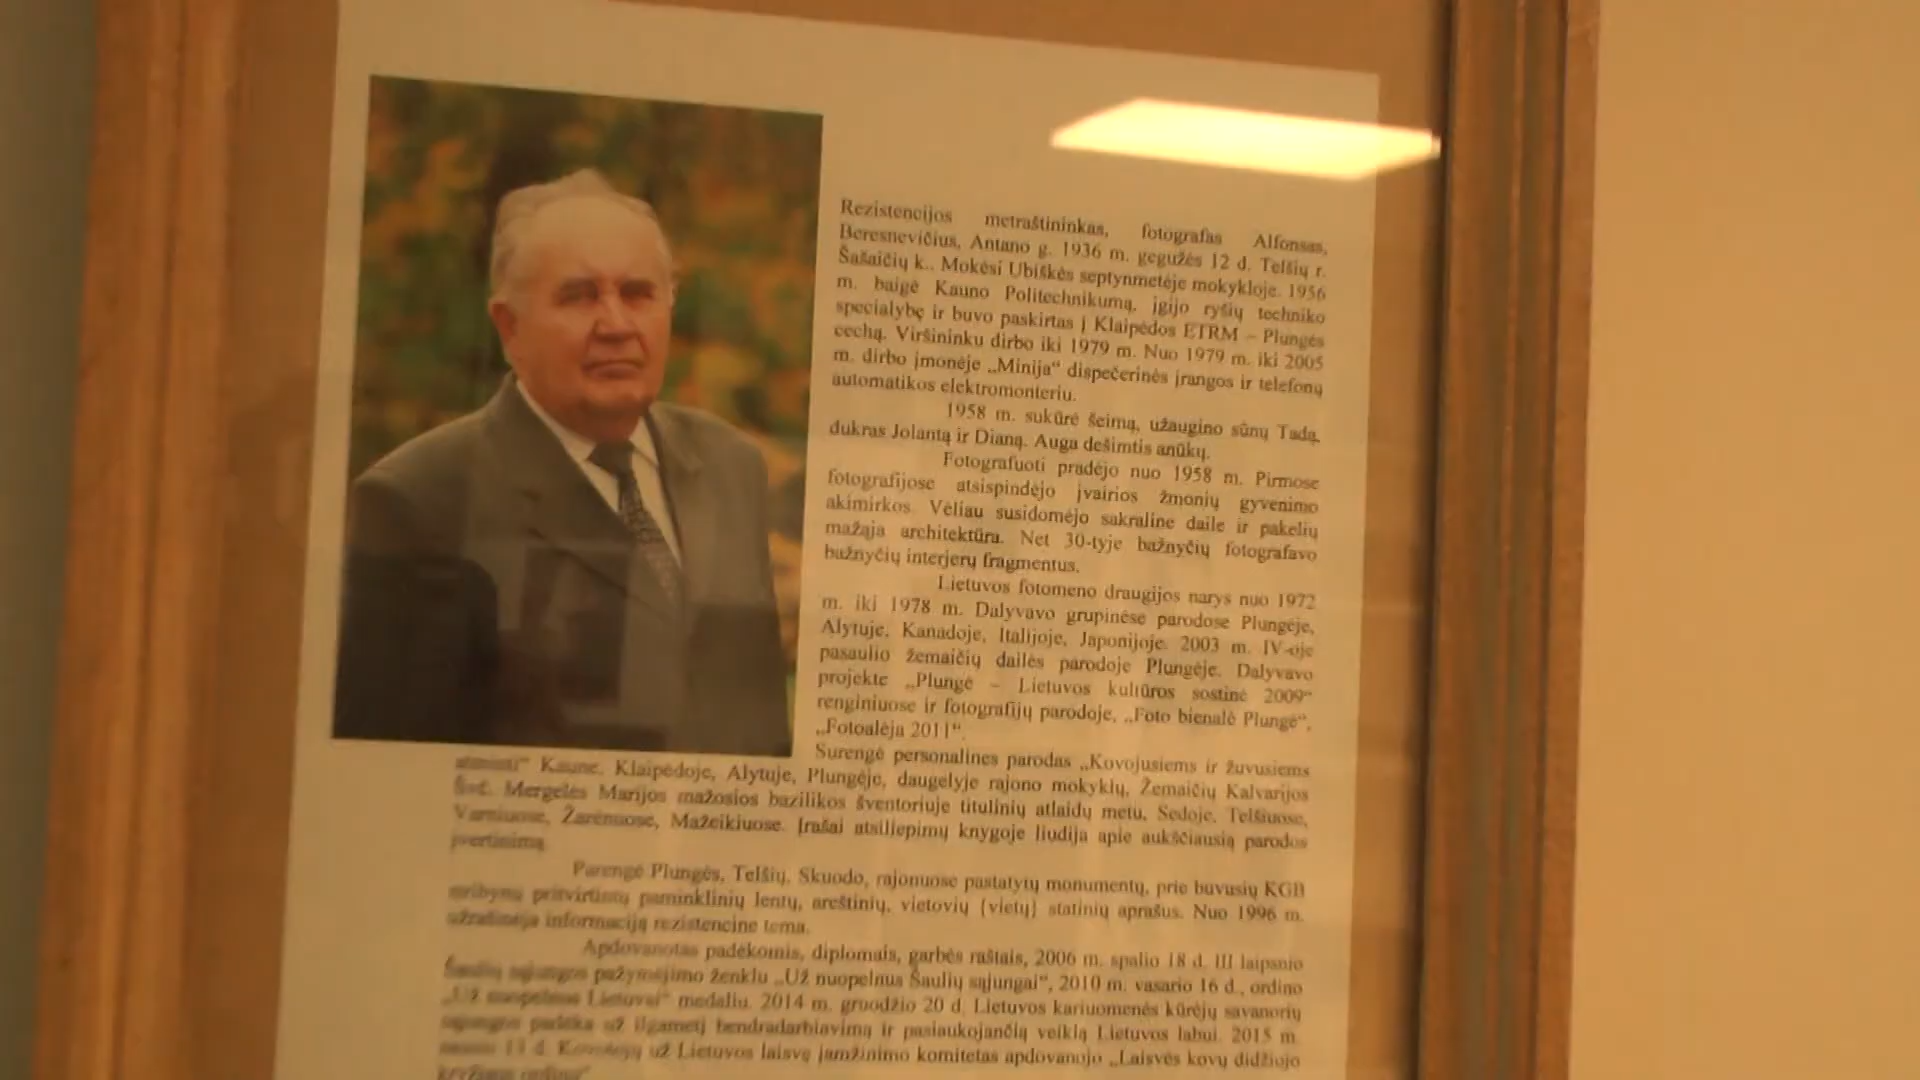 Rezistencijos metraštininkas, fotografas Alfonsas,
Beresnevičius, Antano g. 1936 m. gegužės 12 d. Telšių r.
Šašaičių k.. Mokėsi Ubiškės septynmetėje mokykloje. 1956
m. baigė Kauno Politechnikumą, įgijo ryšių techniko
specialybę ir buvo paskirtas į Klaipėdos ETRM – Plungės
cechą. Viršininku dirbo iki 1979 m. Nuo 1979 m. iki 2005
m. dirbo įmonėje „Minija“ dispečerinės įrangos ir telefonų
automatikos elektromonteriu.
1958 m. sukūrė šeimą, užaugino sūnų Tadą,
dukras Jolantą ir Dianą. Auga dešimtis anūkų.
Fotografuoti pradėjo nuo 1958 m. Pirmose
fotografijose atsispindėjo įvairios žmonių gyvenimo
akimirkos. Vėliau susidomėjo sakraline daile ir pakelių
mažąja architektūra. Net 30-tyje bažnyčių fotografavo
bažnyčių interjerų fragmentus.
Lietuvos fotomeno draugijos narys nuo 1972
m. iki 1978 m. Dalyvavo grupinėse parodose Plungėje,
Alytuje, Kanadoje, Italijoje, Japonijoje. 2003 m. IV-oje
pasaulio žemaičių dailės parodoje Plungėje. Dalyvavo
projekte „Plungė – Lietuvos kultūros sostinė 2009“
renginiuose ir fotografijų parodoje, „Foto bienalė Plungė“,
„Fotoalėja 2011“.
Surengė personalines parodas „Kovojusiems ir žuvusiems
atminti“ Kaune, Klaipėdoje, Alytuje, Plungėje, daugelyje rajono mokyklų, Žemaičių Kalvarijos
Švč. Mergelės Marijos mažosios bazilikos šventoriuje titulinių atlaidų metu, Sedoje, Telšiuose,
Varniuose, Žarėnuose, Mažeikiuose. Įrašai atsiliepimų knygoje liudija apie aukščiausią parodos
įvertinimą.
Parengė Plungės, Telšių, Skuodo, rajonuose pastatytų monumentų, prie buvusių KGB
stribynų pritvirtintų paminklinių lentų, areštinių, vietovių (vietų) statinių aprašus. Nuo 1996 m.
užrašinėja informaciją rezistencine tema.
Apdovanotas padėkomis, diplomais, garbės raštais, 2006 m. spalio 18 d. III laipsnio
Šaulių sąjungos pažymėjimo ženklu „Už nuopelnus Šaulių sąjungai“, 2010 m. vasario 16 d., ordino
„Už nuopelnus Lietuvai“ medaliu. 2014 m. gruodžio 20 d. Lietuvos kariuomenės kūrėjų savanorių
sąjungos padėka už ilgametį bendradarbiavimą ir pasiaukojančią veiklą Lietuvos labui. 2015 m.
sausio 13 d. Kovotojų už Lietuvos laisvę įamžinimo komitetas apdovanojo „Laisvės kovų didžiojo
kryžiaus ordinu“